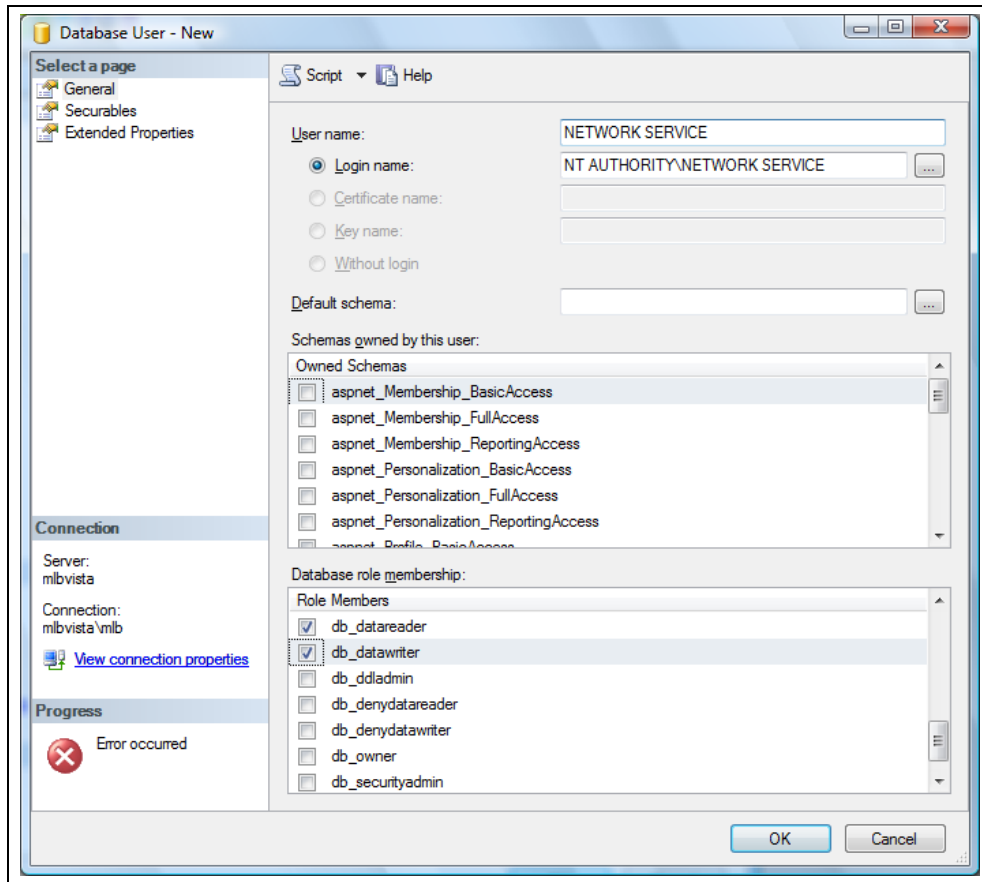 Database User - New
Select a page
General
Securables
Extended Properties
Script Help
User name: NETWORK SERVICE
Login name: NT AUTHORITY\NETWORK SERVICE ...
Certificate name:
Key name:
Without login
Default schema: ...
Schemas owned by this user:
Owned Schemas
aspnet_Membership_BasicAccess
aspnet_Membership_FullAccess
aspnet_Membership_ReportingAccess
aspnet_Personalization_BasicAccess
aspnet_Personalization_FullAccess
aspnet_Personalization_ReportingAccess
aspnet_Profile_BasicAccess
Connection
Server:
mlbvista
Connection:
mlbvista\mlb
View connection properties
Progress
Error occurred
Database role membership:
Role Members
db_datareader
db_datawriter
db_ddladmin
db_denydatareader
db_denydatawriter
db_owner
db_securityadmin
OK Cancel